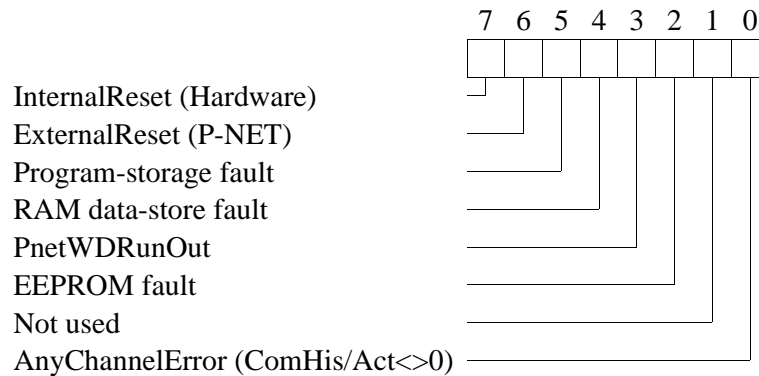 7 6 5 4 3 2 1 0
InternalReset (Hardware)
ExternalReset (P-NET)
Program-storage fault
RAM data-store fault
PnetWDRunOut
EEPROM fault
Not used
AnyChannelError (ComHis/Act<>0)